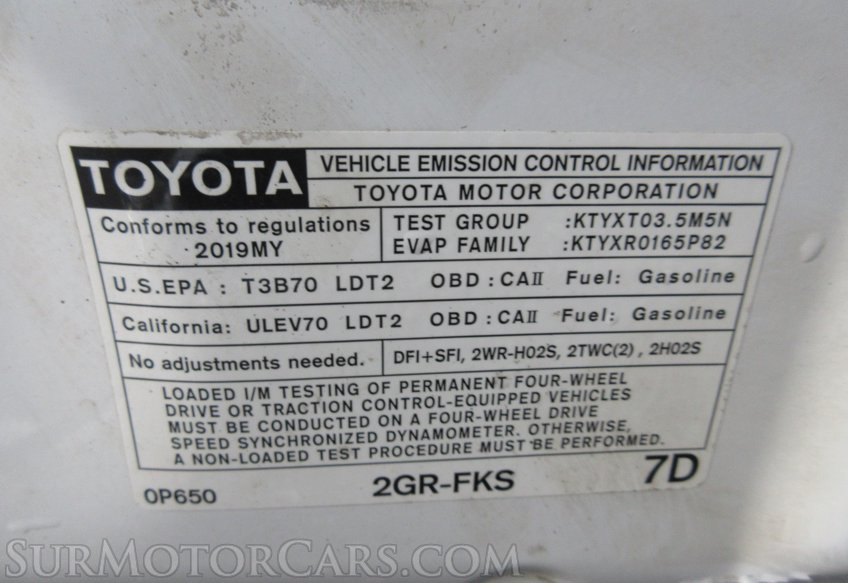 TOYOTA
VEHICLE EMISSION CONTROL INFORMATION
TOYOTA MOTOR CORPORATION
Conforms to regulations
2019MY
TEST GROUP :KTYXT03.5M5N
EVAP FAMILY :KTYXR0165P82
U.S.EPA : T3B70 LDT2 OBD : CAII Fuel: Gasoline
California: ULEV70 LDT2 OBD : CAII Fuel: Gasoline
No adjustments needed.
DFI+SFI, 2WR-HO2S, 2TWC(2) , 2HO2S
LOADED I/M TESTING OF PERMANENT FOUR-WHEEL
DRIVE OR TRACTION CONTROL-EQUIPPED VEHICLES
MUST BE CONDUCTED ON A FOUR-WHEEL DRIVE
SPEED SYNCHRONIZED DYNAMOMETER. OTHERWISE,
A NON-LOADED TEST PROCEDURE MUST BE PERFORMED.
0P650
2GR-FKS
7D
SURMOTORCARS.COM